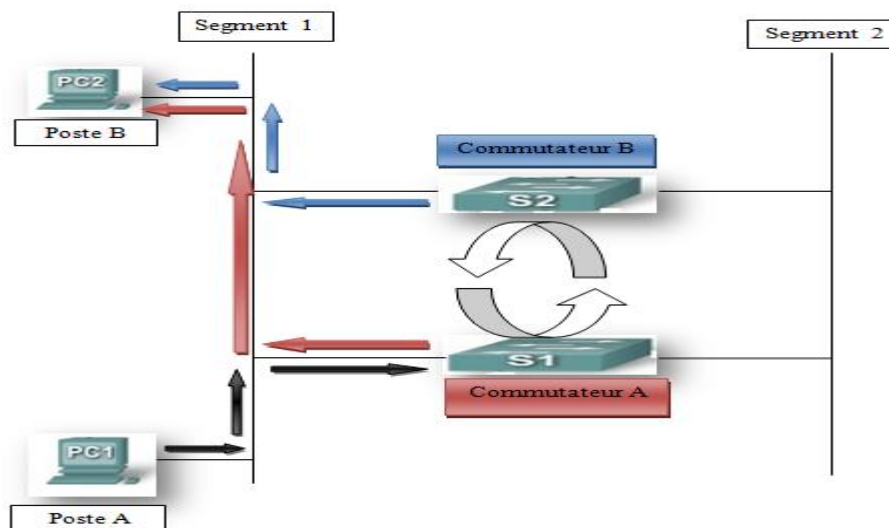 Segment 1
Segment 2
PC2
Poste B
Commutateur B
S2
S1
Commutateur A
PC1
Poste A